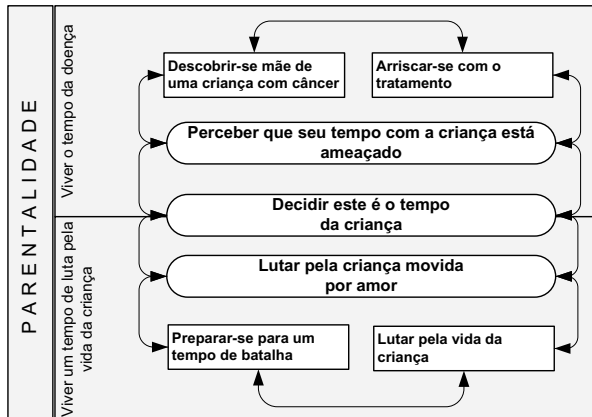 PARENTALIDADE
Viver o tempo da doença
Descobrir-se mãe de
uma criança com câncer
Arriscar-se com o
tratamento
Perceber que seu tempo com a criança está
ameaçado
Decidir este é o tempo
da criança
Viver um tempo de luta pela
vida da criança
Lutar pela criança movida
por amor
Preparar-se para um
tempo de batalha
Lutar pela vida da
criança